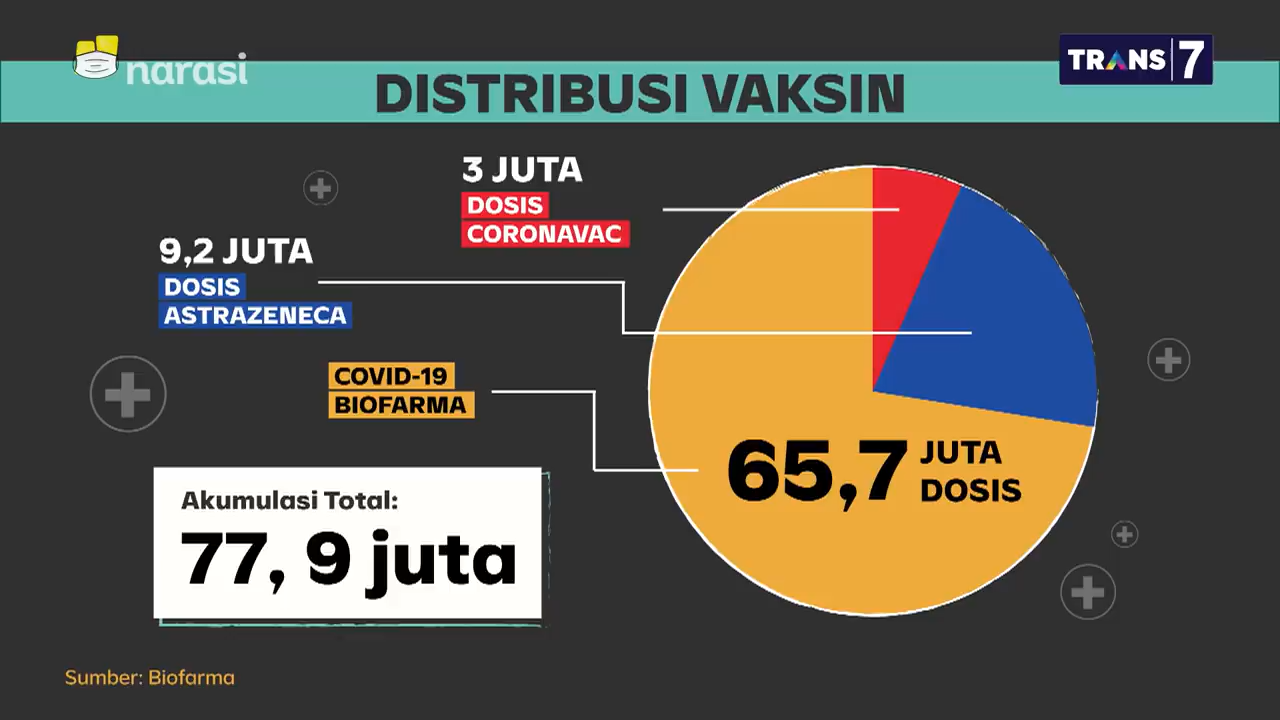 narasi
TRANS 7
DISTRIBUSI VAKSIN
3 JUTA
DOSIS
CORONAVAC
9,2 JUTA
DOSIS
ASTRAZENECA
COVID-19
BIOFARMA
65,7 JUTA
DOSIS
Akumulasi Total:
77, 9 juta
Sumber: Biofarma